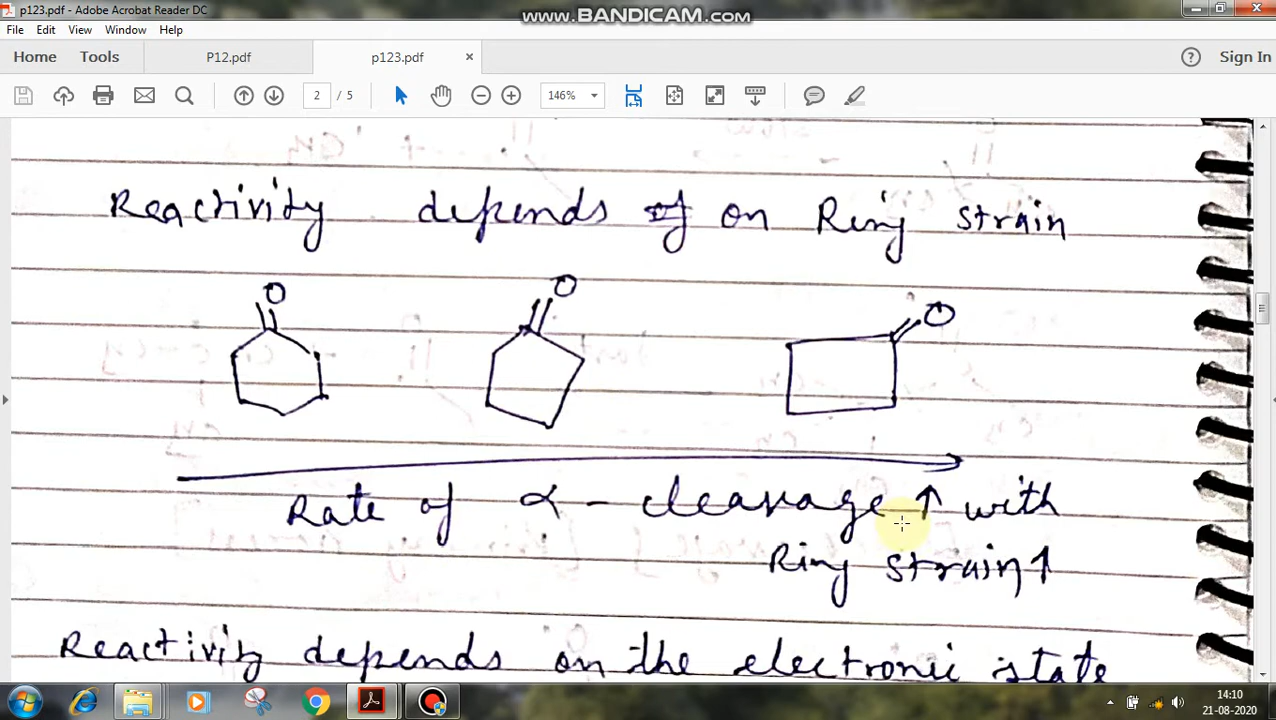 p123.pdf - Adobe Acrobat Reader DC
www.BANDICAM.com
File Edit View Window Help
Home Tools P12.pdf p123.pdf × ? Sign In
2 / 5 146%
Reactivity depends of on Ring strain
O O O
Rate of α - cleavage ↑ with
Ring strain ↑
Reactivity depends on the electronic state
14:10
21-08-2020